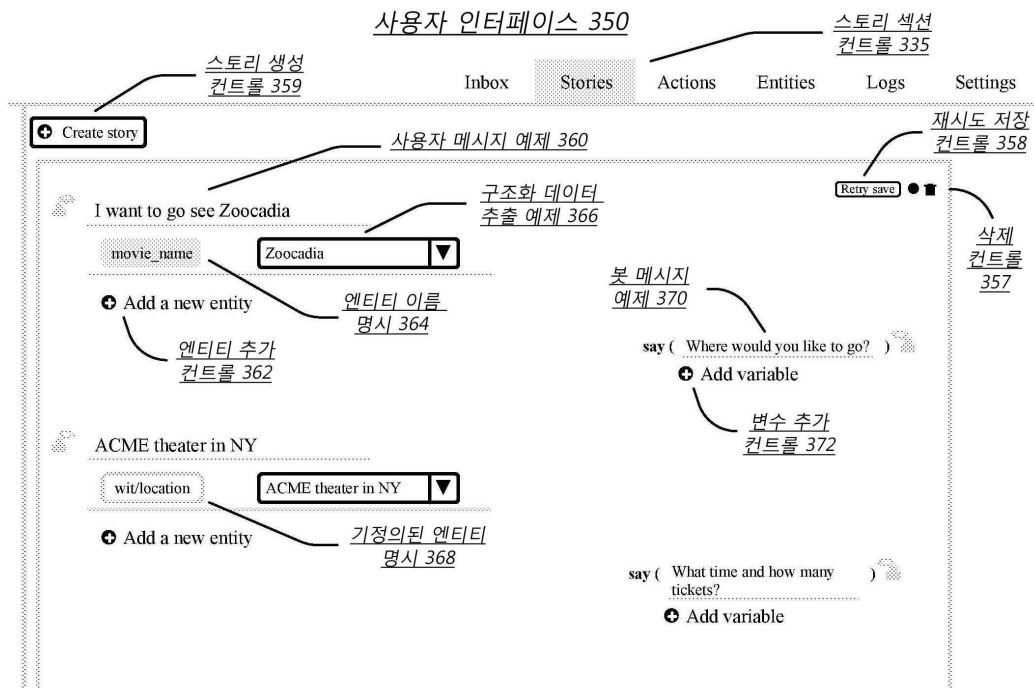 사용자 인터페이스 350
스토리 섹션
컨트롤 335
스토리 생성
컨트롤 359
Inbox Stories Actions Entities Logs Settings
Create story
재시도 저장
컨트롤 358
사용자 메시지 예제 360
Retry save
구조화 데이터
추출 예제 366
I want to go see Zoocadia
삭제
컨트롤
357
movie_name Zoocadia
봇 메시지
예제 370
Add a new entity
엔티티 이름
명시 364
엔티티 추가
컨트롤 362
say ( Where would you like to go? )
Add variable
변수 추가
컨트롤 372
ACME theater in NY
wit/location ACME theater in NY
Add a new entity
기정의된 엔티티
명시 368
say ( What time and how many )
tickets?
Add variable